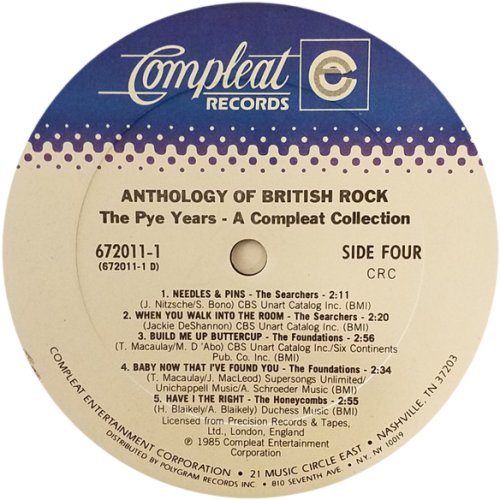 Compleat
RECORDS
ANTHOLOGY OF BRITISH ROCK
The Pye Years - A Compleat Collection
672011-1
(672011-1 D)
SIDE FOUR
CRC
1. NEEDLES & PINS - The Searchers - 2:11
(J. Nitzsche/S. Bono) CBS Unart Catalog Inc. (BMI)
2. WHEN YOU WALK INTO THE ROOM - The Searchers - 2:20
(Jackie DeShannon) CBS Unart Catalog Inc. (BMI)
3. BUILD ME UP BUTTERCUP - The Foundations - 2:56
(T. Macaulay/M. D'Abo) CBS Unart Catalog Inc./Six Continents
Pub. Co. Inc. (BMI)
4. BABY NOW THAT I'VE FOUND YOU - The Foundations - 2:34
(T. Macaulay/J. MacLeod) Supersongs Unlimited/
Unichappell Music/A. Schroeder Music (BMI)
5. HAVE I THE RIGHT - The Honeycombs - 2:55
(H. Blaikely/A. Blaikely) Duchess Music (BMI)
Licensed from Precision Records & Tapes,
Ltd., London, England
℗ 1985 Compleat Entertainment
Corporation
COMPLEAT ENTERTAINMENT CORPORATION • 21 MUSIC CIRCLE EAST • NASHVILLE, TN 37203
DISTRIBUTED BY POLYGRAM RECORDS INC. • 810 SEVENTH AVE • N.Y. NY 10019